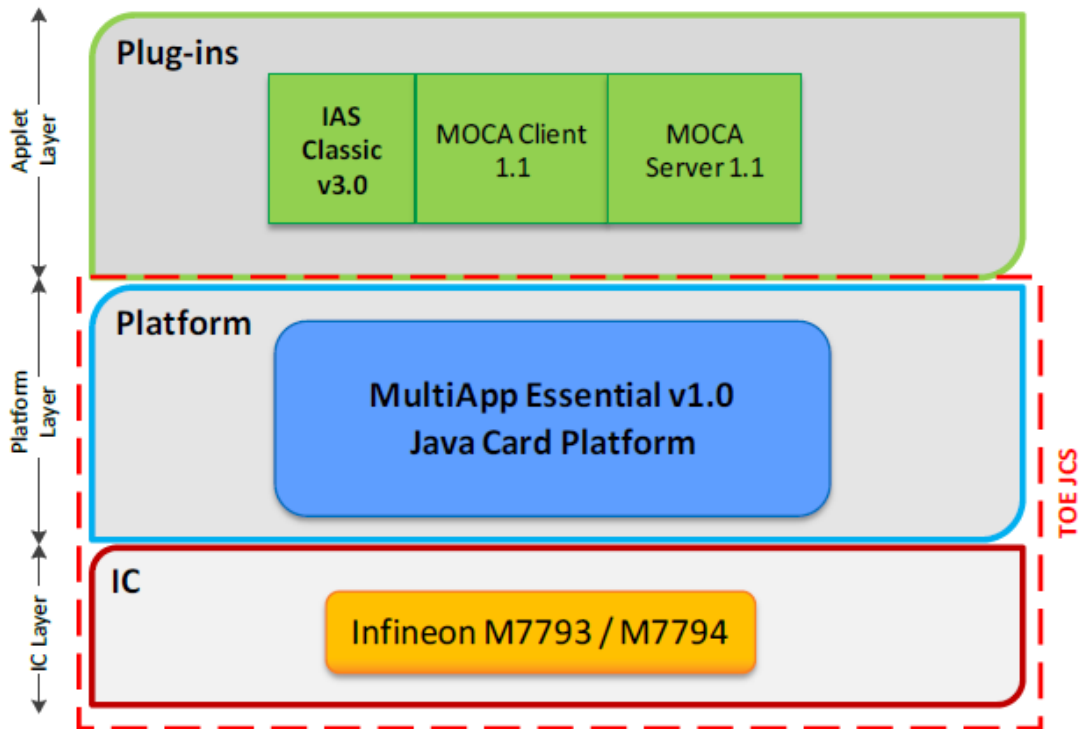 Applet
Layer
Plug-ins
IAS
Classic
v3.0
MOCA Client
1.1
MOCA
Server 1.1
Platform
Layer
Platform
MultiApp Essential v1.0
Java Card Platform
TOE JCS
IC Layer
IC
Infineon M7793 / M7794